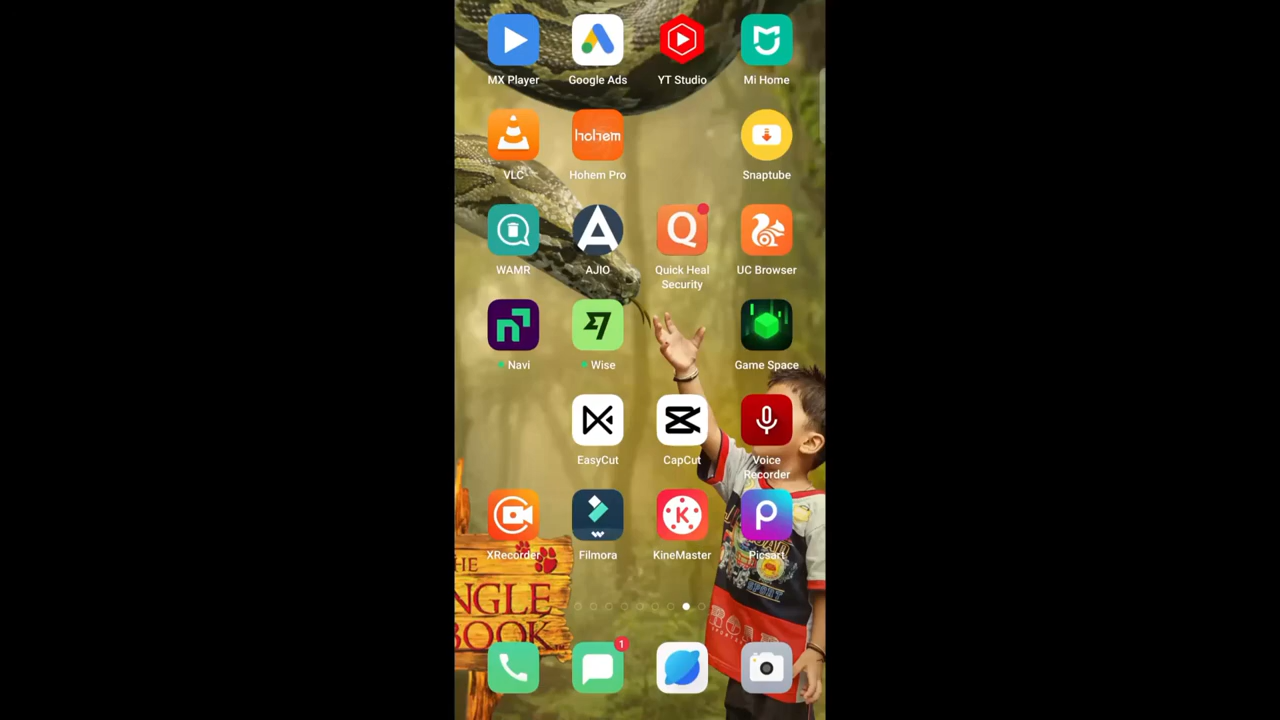 MX Player
Google Ads
YT Studio
Mi Home
hohem
VLC
Hohem Pro
Snaptube
Q
WAMR
AJIO
Quick Heal
Security
UC Browser
Navi
Wise
Game Space
EasyCut
CapCut
Voice
Recorder
K
XRecorder
Filmora
KineMaster
Picsart
THE
NGLE
BOOK
1